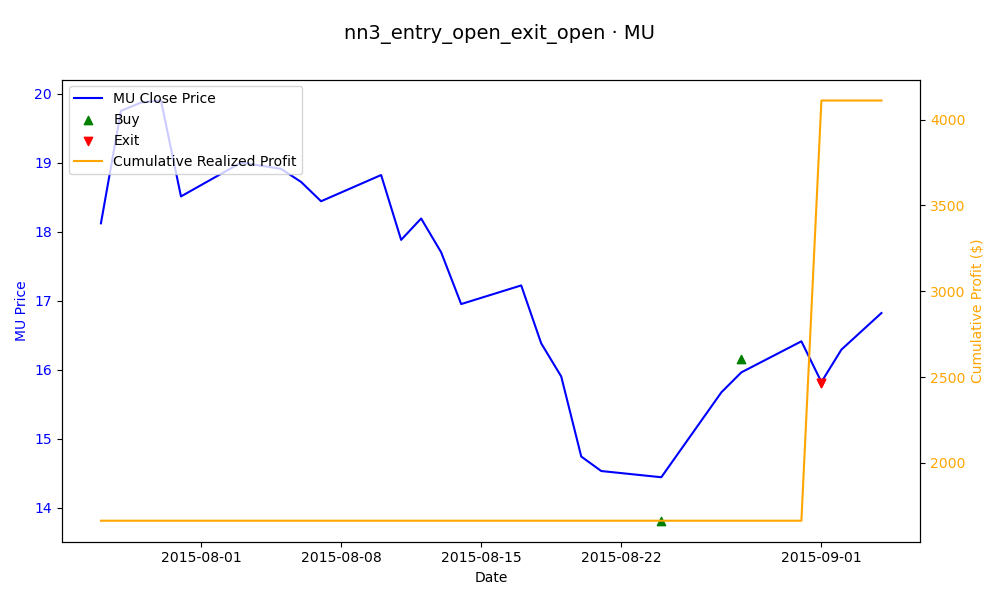 nn3_entry_open_exit_open · MU
MU Close Price
Buy
Exit
Cumulative Realized Profit
20
19
18
17
16
15
14
MU Price
4000
3500
3000
2500
2000
Cumulative Profit ($)
2015-08-01
2015-08-08
2015-08-15
2015-08-22
2015-09-01
Date